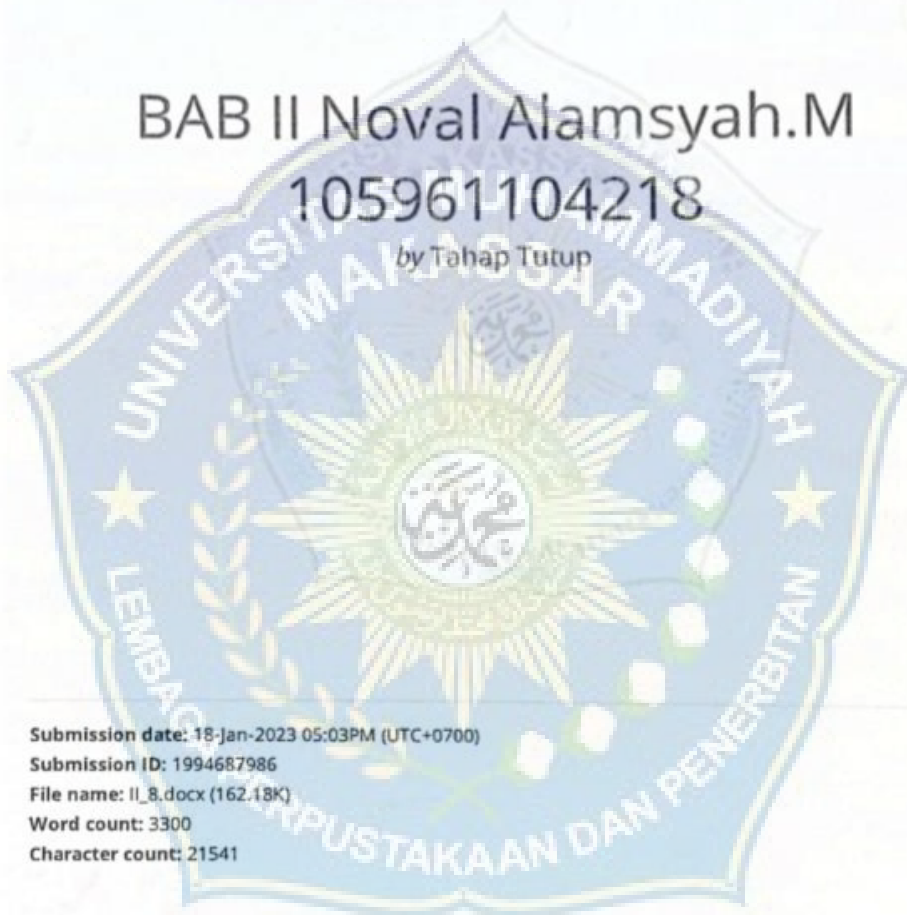 BAB II Noval Alamsyah.M
105961104218
by Tahap Tutup
UNIVERSITAS MUHAMMADIYAH
MAKASSAR
LEMBAGA PERPUSTAKAAN DAN PENERBITAN
Submission date: 18-Jan-2023 05:03PM (UTC+0700)
Submission ID: 1994687986
File name: II_8.docx (162.18K)
Word count: 3300
Character count: 21541